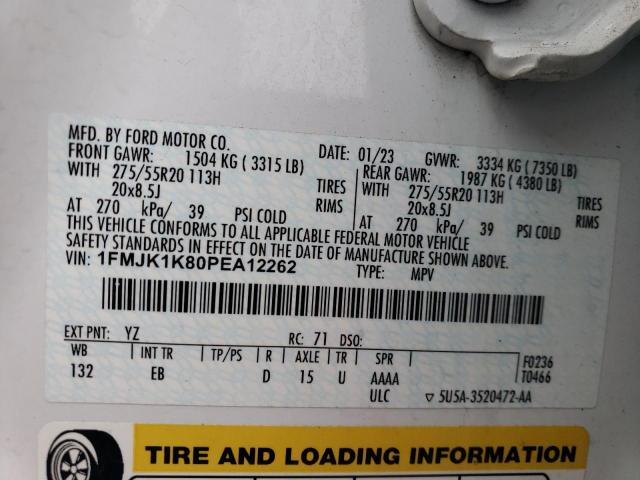 MFD. BY FORD MOTOR CO.
DATE: 01/23 GVWR: 3334 KG ( 7350 LB)
FRONT GAWR: 1504 KG ( 3315 LB)
REAR GAWR: 1987 KG ( 4380 LB)
WITH 275/55R20 113H TIRES
WITH 275/55R20 113H TIRES
20x8.5J RIMS
20x8.5J RIMS
AT 270 kPa/ 39 PSI COLD
AT 270 kPa/ 39 PSI COLD
THIS VEHICLE CONFORMS TO ALL APPLICABLE FEDERAL MOTOR VEHICLE
SAFETY STANDARDS IN EFFECT ON THE DATE OF MANUFACTURE SHOWN ABOVE.
VIN: 1FMJK1K80PEA12262
TYPE: MPV
EXT PNT: YZ RC: 71 DSO:
WB INT TR TP/PS R AXLE TR SPR
F0236
132 EB D 15 U AAAA
T0466
ULC ▽ 5U5A-3520472-AA
TIRE AND LOADING INFORMATION